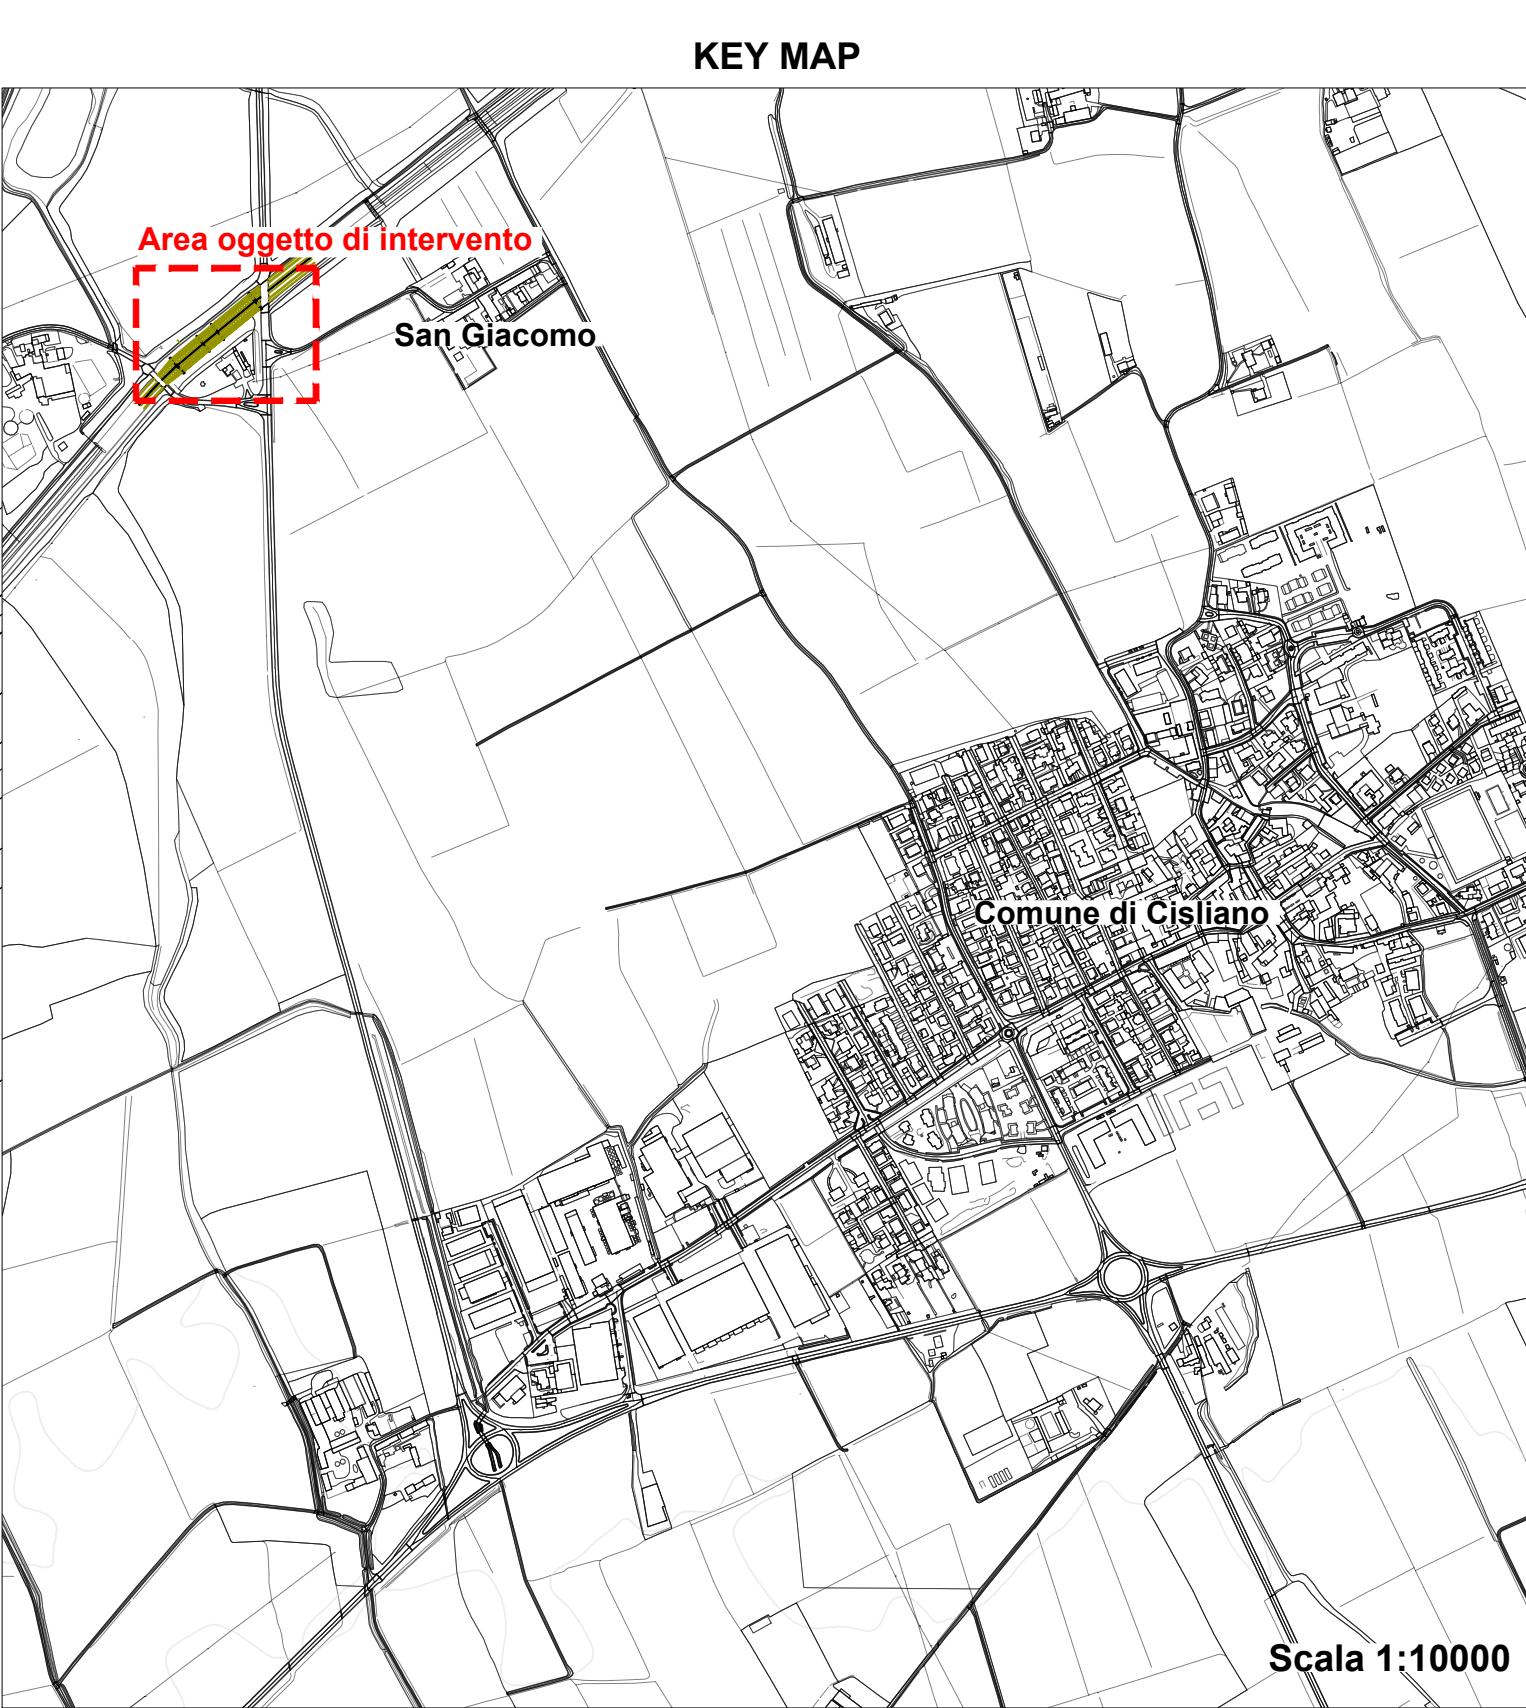 KEY MAP
Area oggetto di intervento
San Giacomo
Comune di Cisliano
Scala 1:10000